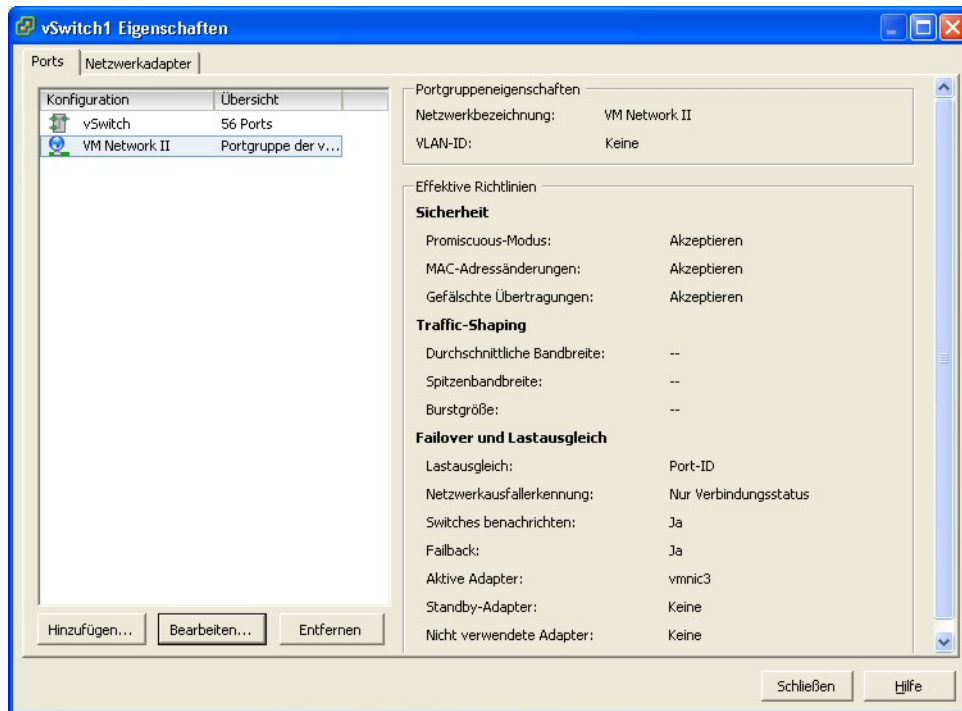 vSwitch1 Eigenschaften
Ports Netzwerkadapter
Konfiguration Übersicht
vSwitch 56 Ports
VM Network II Portgruppe der v...
Hinzufügen... Bearbeiten... Entfernen
Portgruppeneigenschaften
Netzwerkbezeichnung: VM Network II
VLAN-ID: Keine
Effektive Richtlinien
Sicherheit
Promiscuous-Modus: Akzeptieren
MAC-Adressänderungen: Akzeptieren
Gefälschte Übertragungen: Akzeptieren
Traffic-Shaping
Durchschnittliche Bandbreite: --
Spitzenbandbreite: --
Burstgröße: --
Failover und Lastausgleich
Lastausgleich: Port-ID
Netzwerkausfallerkennung: Nur Verbindungsstatus
Switches benachrichten: Ja
Failback: Ja
Aktive Adapter: vmnic3
Standby-Adapter: Keine
Nicht verwendete Adapter: Keine
Schließen Hilfe